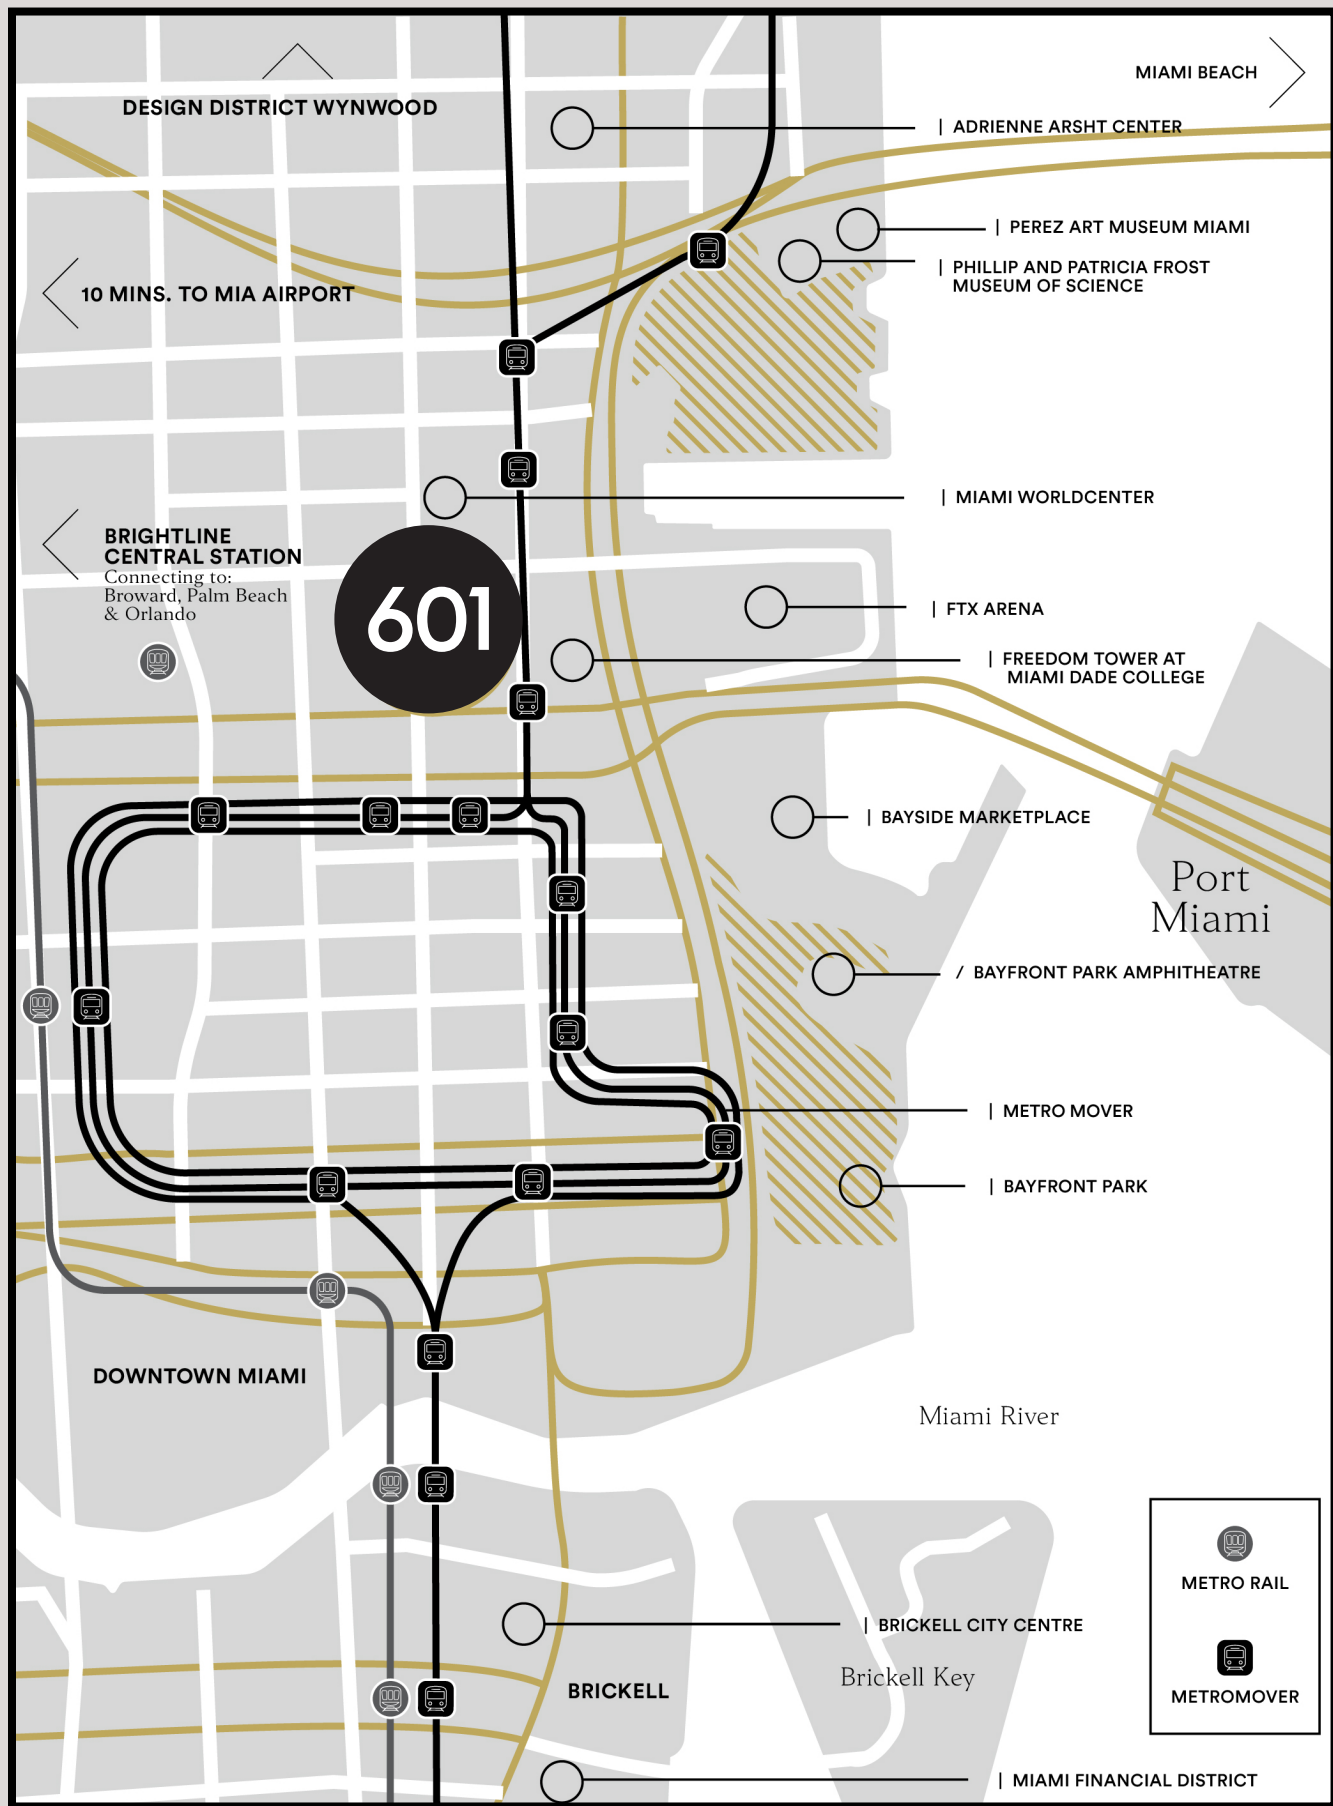 MIAMI BEACH
DESIGN DISTRICT WYNWOOD
| ADRIENNE ARSHT CENTER
| PEREZ ART MUSEUM MIAMI
| PHILLIP AND PATRICIA FROST
MUSEUM OF SCIENCE
10 MINS. TO MIA AIRPORT
| MIAMI WORLDCENTER
BRIGHTLINE
CENTRAL STATION
Connecting to:
Broward, Palm Beach
& Orlando
601
| FTX ARENA
| FREEDOM TOWER AT
MIAMI DADE COLLEGE
| BAYSIDE MARKETPLACE
Port
Miami
/ BAYFRONT PARK AMPHITHEATRE
| METRO MOVER
| BAYFRONT PARK
DOWNTOWN MIAMI
Miami River
METRO RAIL
| BRICKELL CITY CENTRE
Brickell Key
BRICKELL
METROMOVER
| MIAMI FINANCIAL DISTRICT